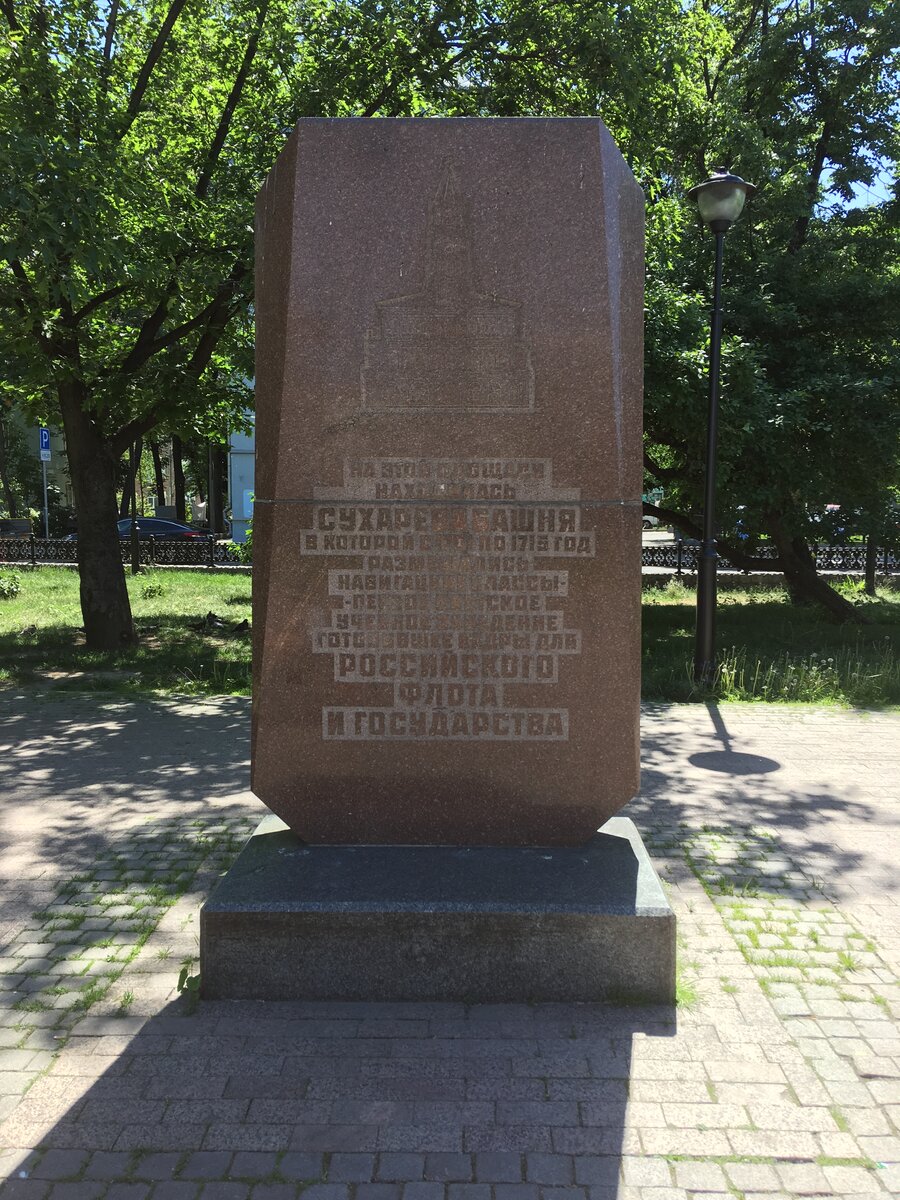 НА ЭТОЙ ПЛОЩАДИ
НАХОДИЛАСЬ
СУХАРЕВА БАШНЯ
В КОТОРОЙ С 1701 ПО 1715 ГОД
РАЗМЕЩАЛИСЬ
НАВИГАЦКИЕ КЛАССЫ-
-ПЕРВОЕ
УЧЕБНОЕ ЗАВЕДЕНИЕ
ГОТОВИВШЕЕ КАДРЫ ДЛЯ
РОССИЙСКОГО
ФЛОТА
И ГОСУДАРСТВА
P